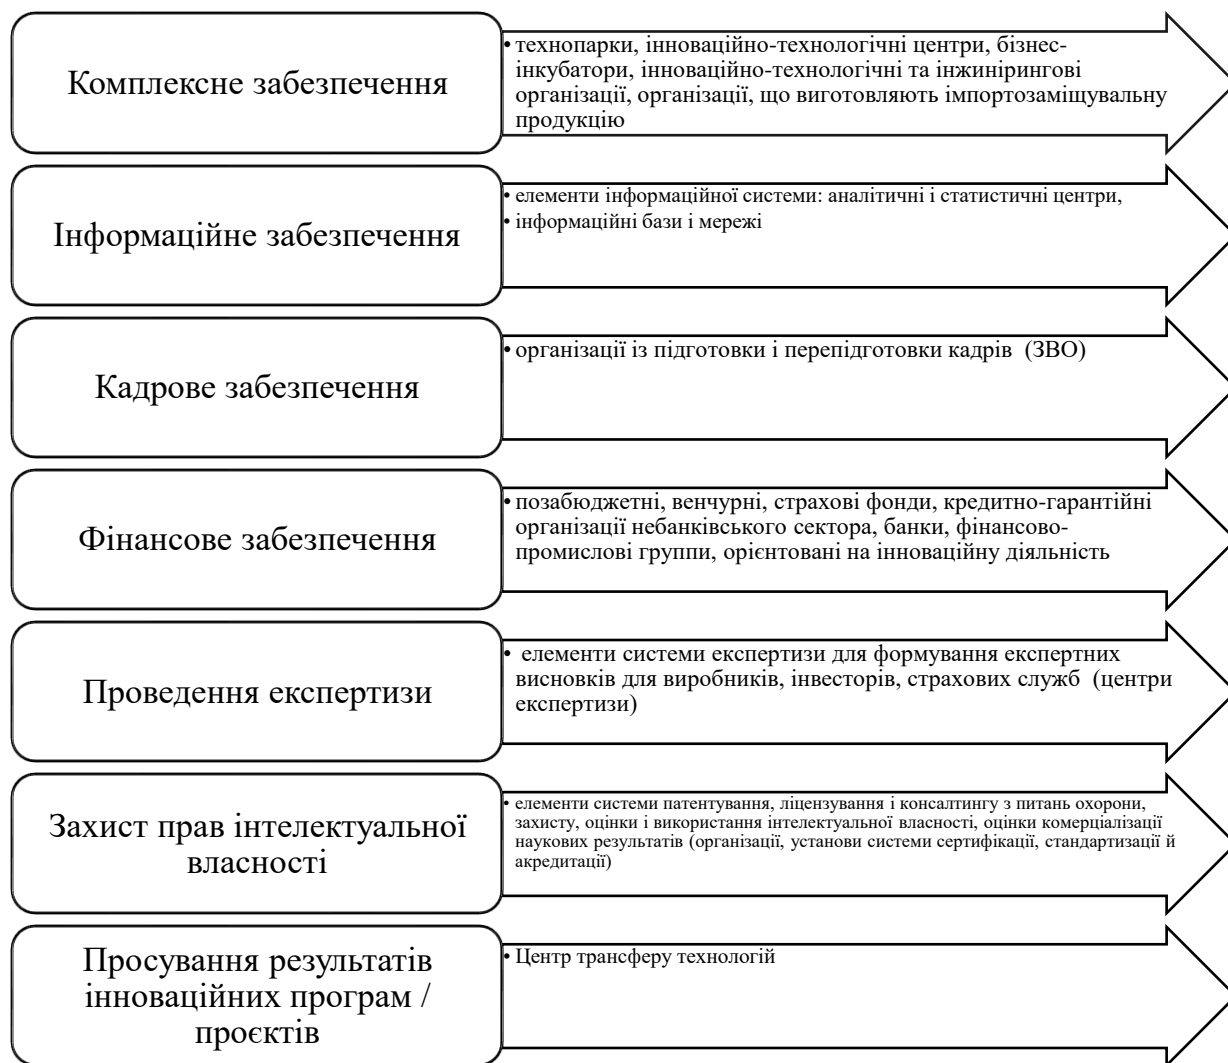 Комплексне забезпечення
• технопарки, інноваційно-технологічні центри, бізнес-
інкубатори, інноваційно-технологічні та інжинірингові
організації, організації, що виготовляють імпортозаміщувальну
продукцію
Інформаційне забезпечення
• елементи інформаційної системи: аналітичні і статистичні центри,
• інформаційні бази і мережі
Кадрове забезпечення
• організації із підготовки і перепідготовки кадрів (ЗВО)
Фінансове забезпечення
• позабюджетні, венчурні, страхові фонди, кредитно-гарантійні
організації небанківського сектора, банки, фінансово-
промислові группи, орієнтовані на інноваційну діяльність
Проведення експертизи
• елементи системи експертизи для формування експертних
висновків для виробників, інвесторів, страхових служб (центри
експертизи)
Захист прав інтелектуальної
власності
• елементи системи патентування, ліцензування і консалтингу з питань охорони,
захисту, оцінки і використання інтелектуальної власності, оцінки комерціалізації
наукових результатів (організації, установи системи сертифікації, стандартизації й
акредитації)
Просування результатів
інноваційних програм /
проєктів
• Центр трансферу технологій